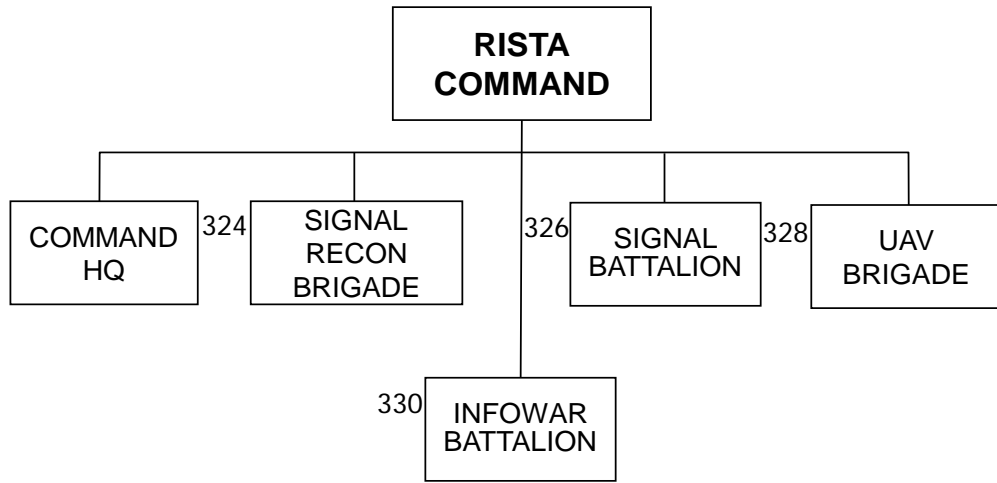 RISTA
COMMAND
COMMAND
HQ
324
SIGNAL
RECON
BRIGADE
326
SIGNAL
BATTALION
328
UAV
BRIGADE
330
INFOWAR
BATTALION